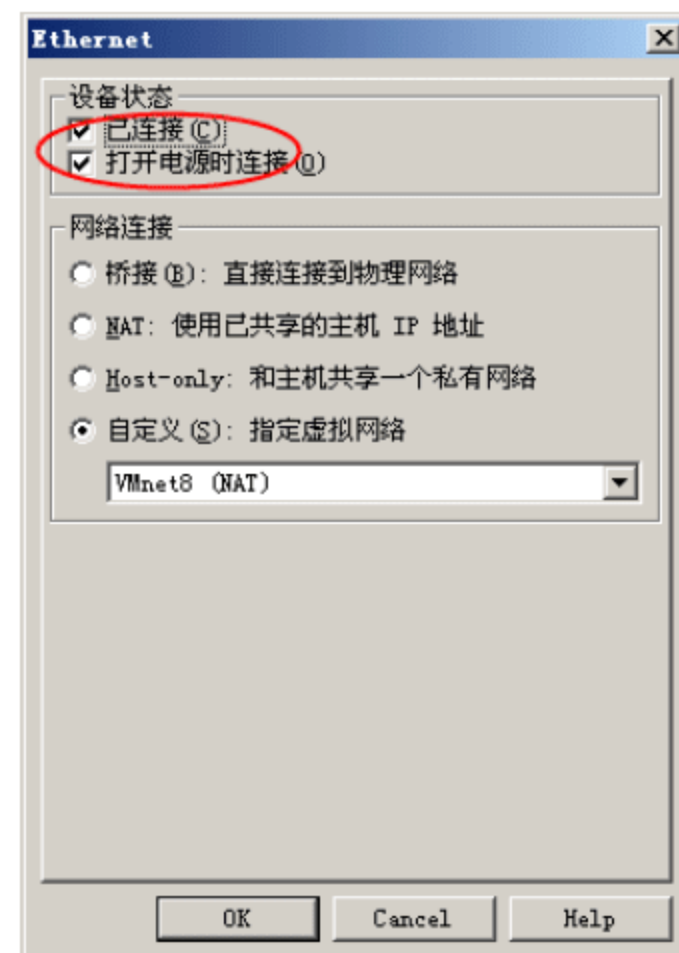 Ethernet
设备状态
已连接(C)
打开电源时连接(O)
网络连接
桥接(B): 直接连接到物理网络
NAT: 使用已共享的主机 IP 地址
Host-only: 和主机共享一个私有网络
自定义(S): 指定虚拟网络
VMnet8 (NAT)
OK Cancel Help